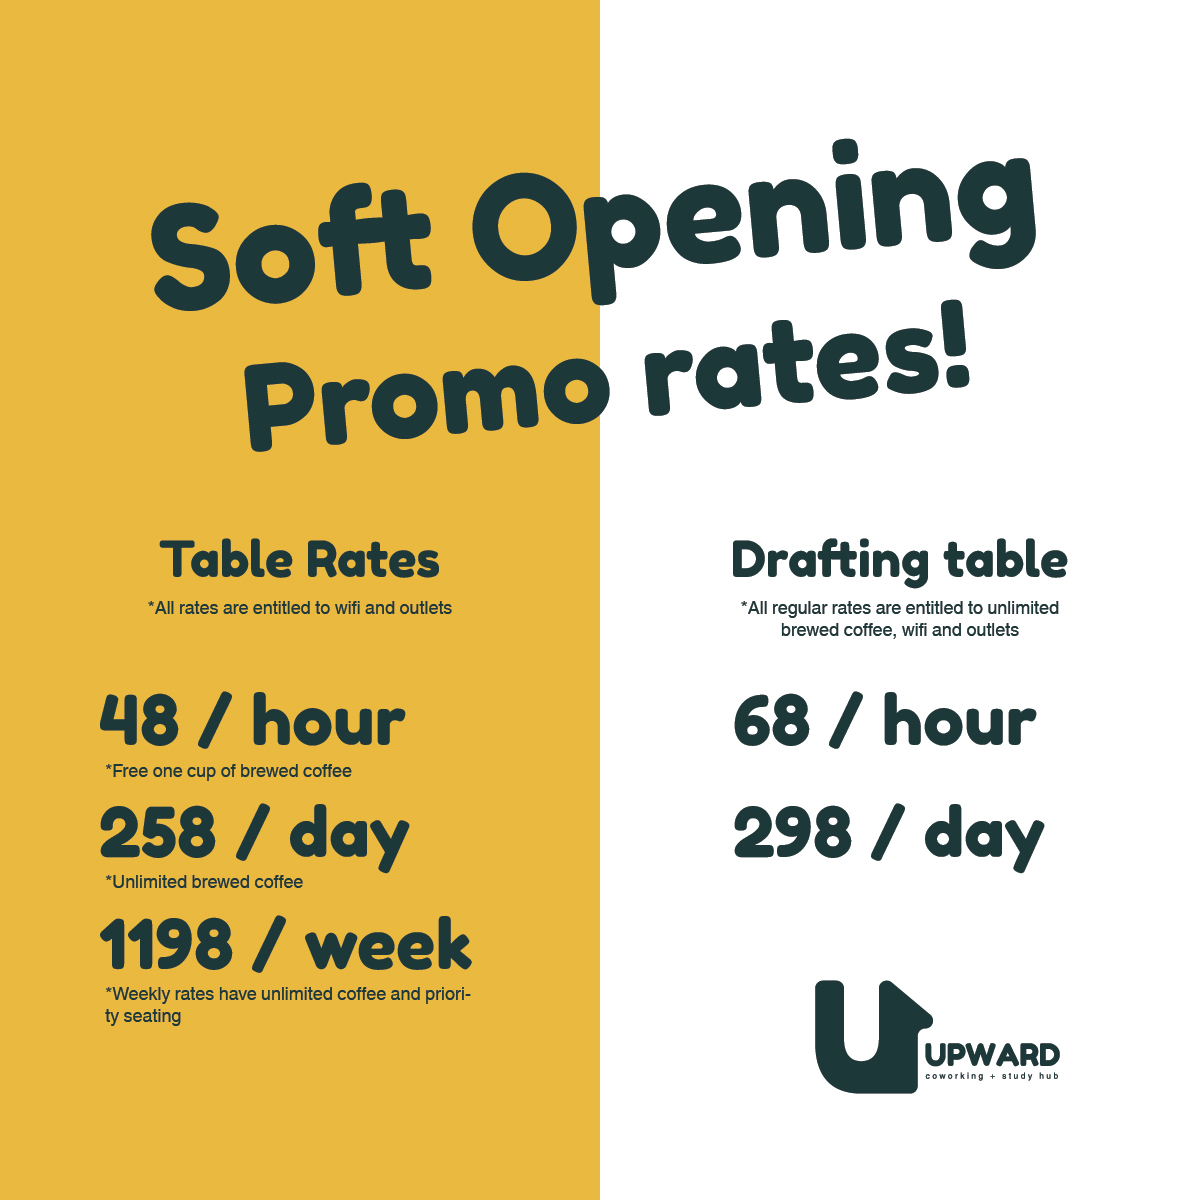 Soft Opening
Promo rates!
Table Rates
*All rates are entitled to wifi and outlets
48 / hour
*Free one cup of brewed coffee
258 / day
*Unlimited brewed coffee
1198 / week
*Weekly rates have unlimited coffee and priori-
ty seating
Drafting table
*All regular rates are entitled to unlimited
brewed coffee, wifi and outlets
68 / hour
298 / day
UPWARD
coworking + study hub